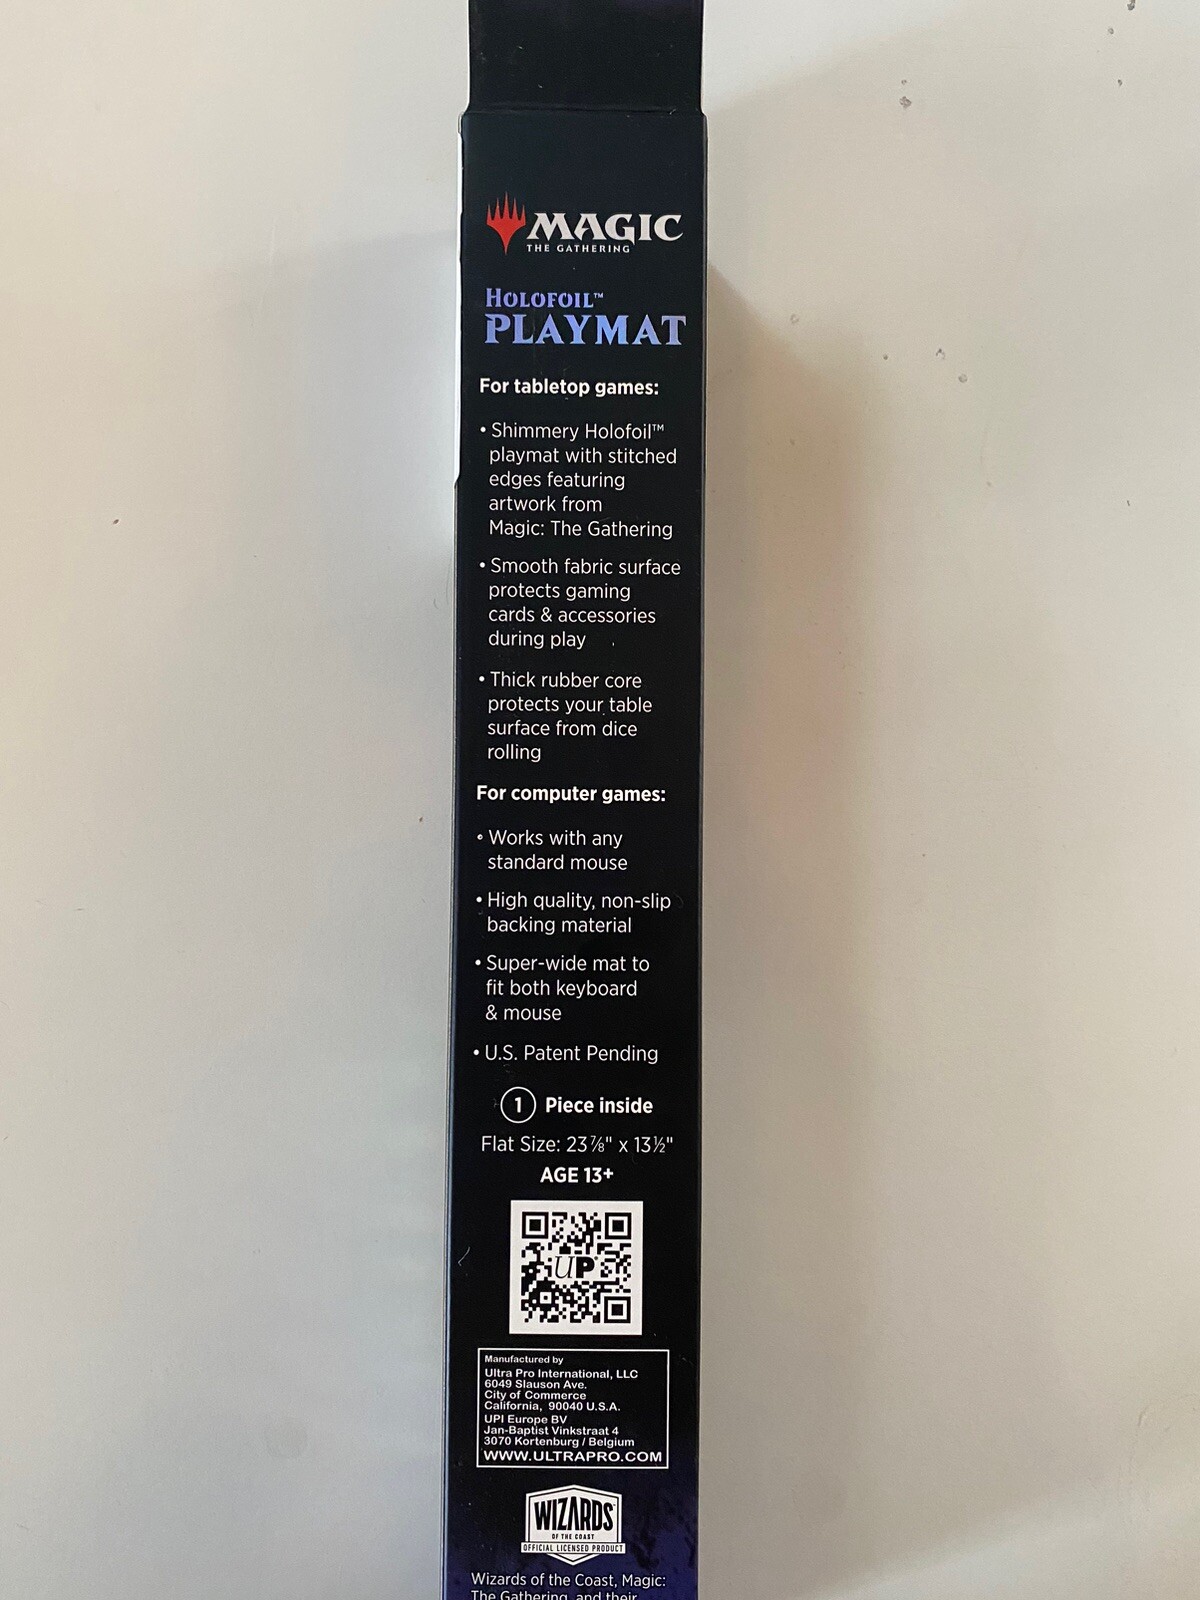 MAGIC
THE GATHERING
HOLOFOIL™
PLAYMAT
For tabletop games:
• Shimmery Holofoil™
playmat with stitched
edges featuring
artwork from
Magic: The Gathering
• Smooth fabric surface
protects gaming
cards & accessories
during play
• Thick rubber core
protects your table
surface from dice
rolling
For computer games:
• Works with any
standard mouse
• High quality, non-slip
backing material
• Super-wide mat to
fit both keyboard
& mouse
• U.S. Patent Pending
1 Piece inside
Flat Size: 23⅞" x 13½"
AGE 13+
UP
Manufactured by
Ultra Pro International, LLC
6049 Slauson Ave.
City of Commerce
California, 90040 U.S.A.
UPI Europe BV
Jan-Baptist Vinkstraat 4
3070 Kortenburg / Belgium
WWW.ULTRAPRO.COM
WIZARDS™
OF THE COAST
OFFICIAL LICENSED PRODUCT
Wizards of the Coast, Magic:
The Gathering, and their